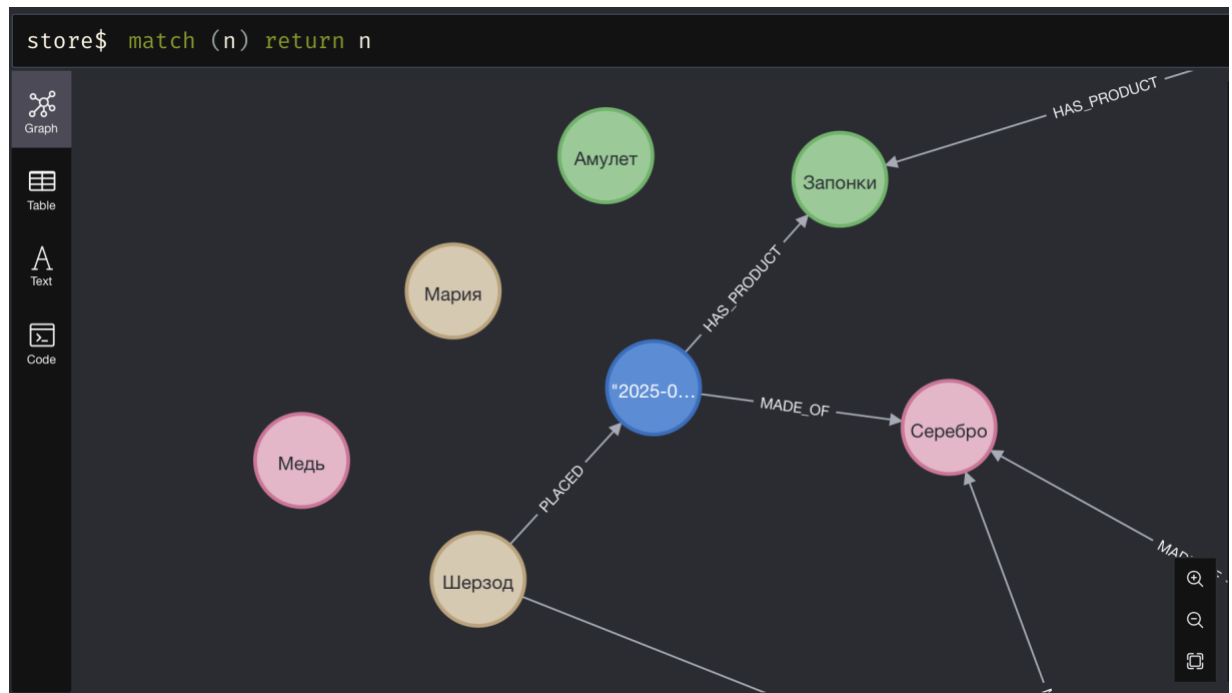 store$ match (n) return n
Graph
Table
Text
Code
HAS_PRODUCT
Амулет
Запонки
HAS_PRODUCT
Мария
"2025-0...
MADE_OF
Серебро
Медь
PLACED
Шерзод